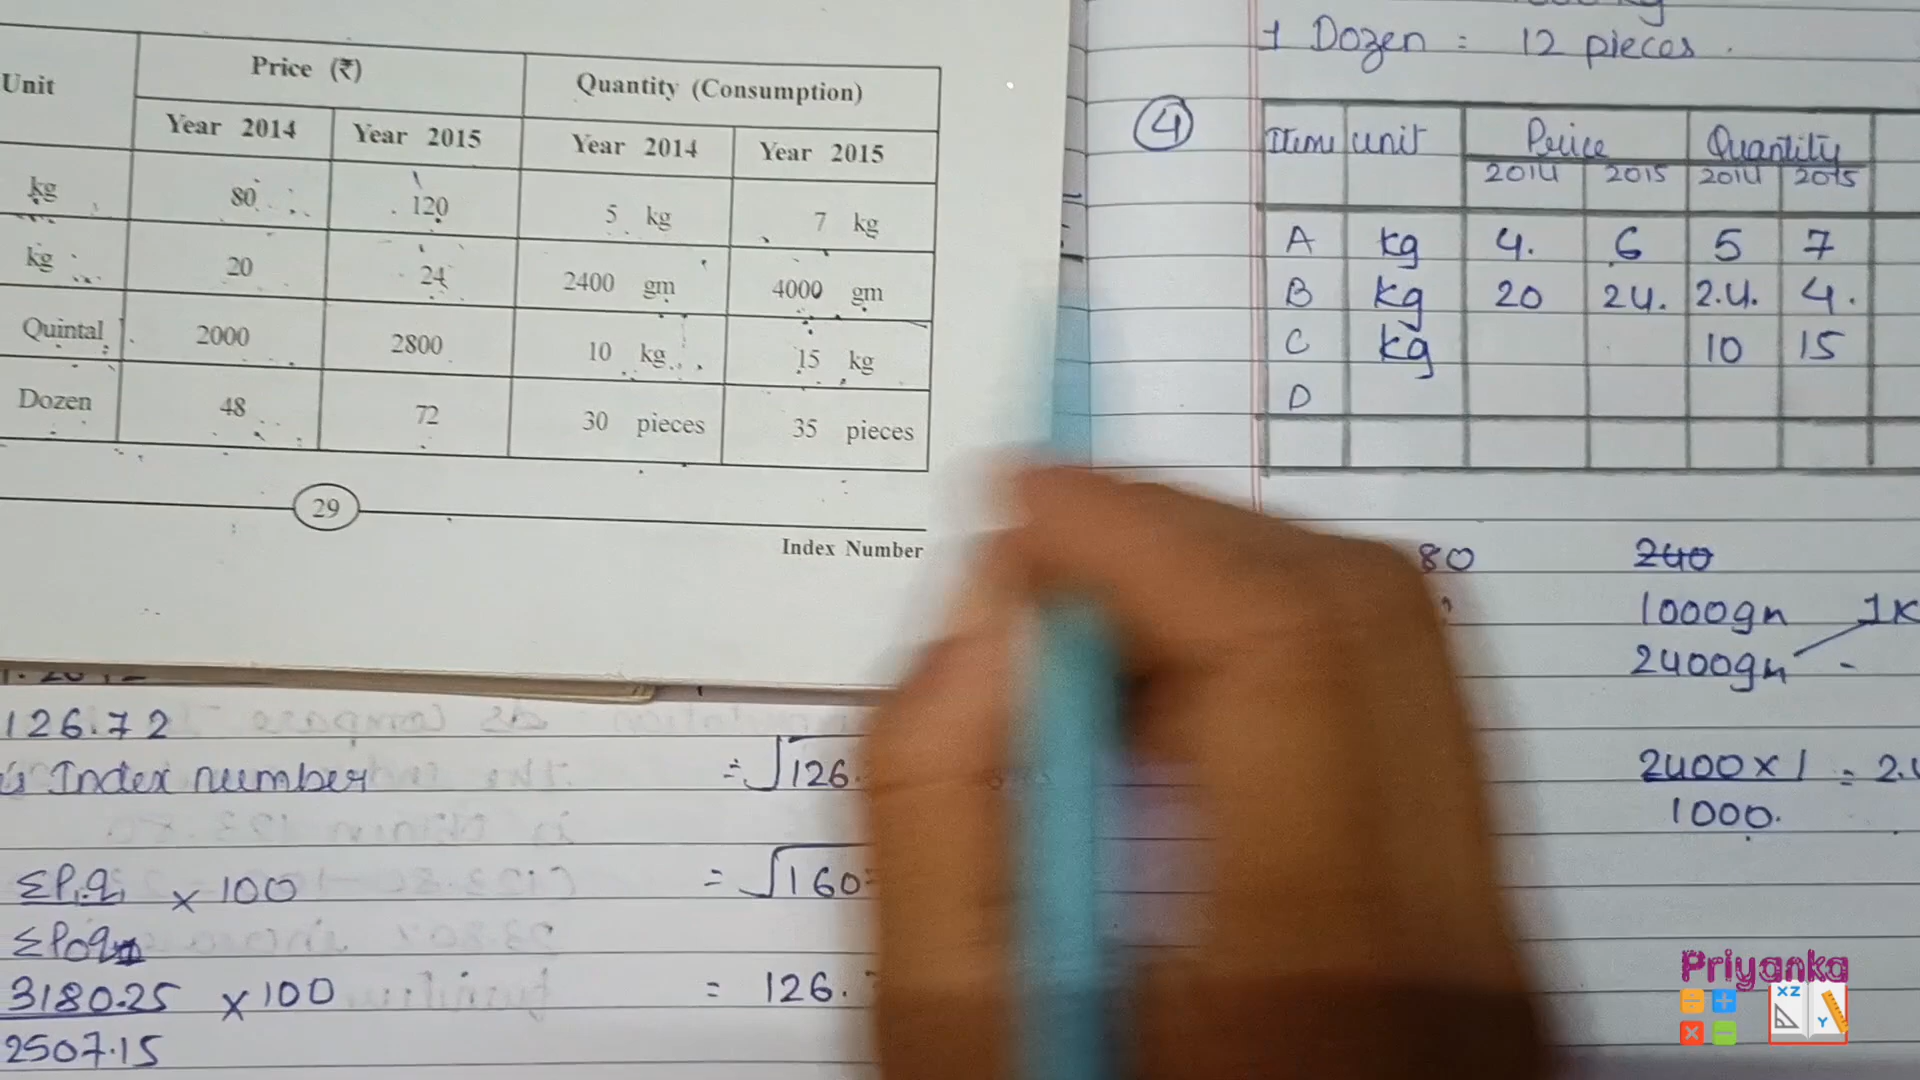 Unit Price (₹) Quantity (Consumption)
Year 2014 Year 2015 Year 2014 Year 2015
kg 80 120 5 kg 7 kg
kg 20 24 2400 gm 4000 gm
Quintal 2000 2800 10 kg 15 kg
Dozen 48 72 30 pieces 35 pieces
29
Index Number
126.72
Index number
ΣP₁q₁ × 100
ΣP0q1
3180.25 × 100
2507.15
= √126.
= √160
= 126.
1 Dozen = 12 pieces.
4
Item unit Price Quantity
2014 2015 2014 2015
A kg 4. 6 5 7
B kg 20 24. 2.4. 4.
C kg 10 15
D
80 240
1000gm 1K
2400gm -
2400 × 1 = 2.
1000.
Priyanka
XZ
Y